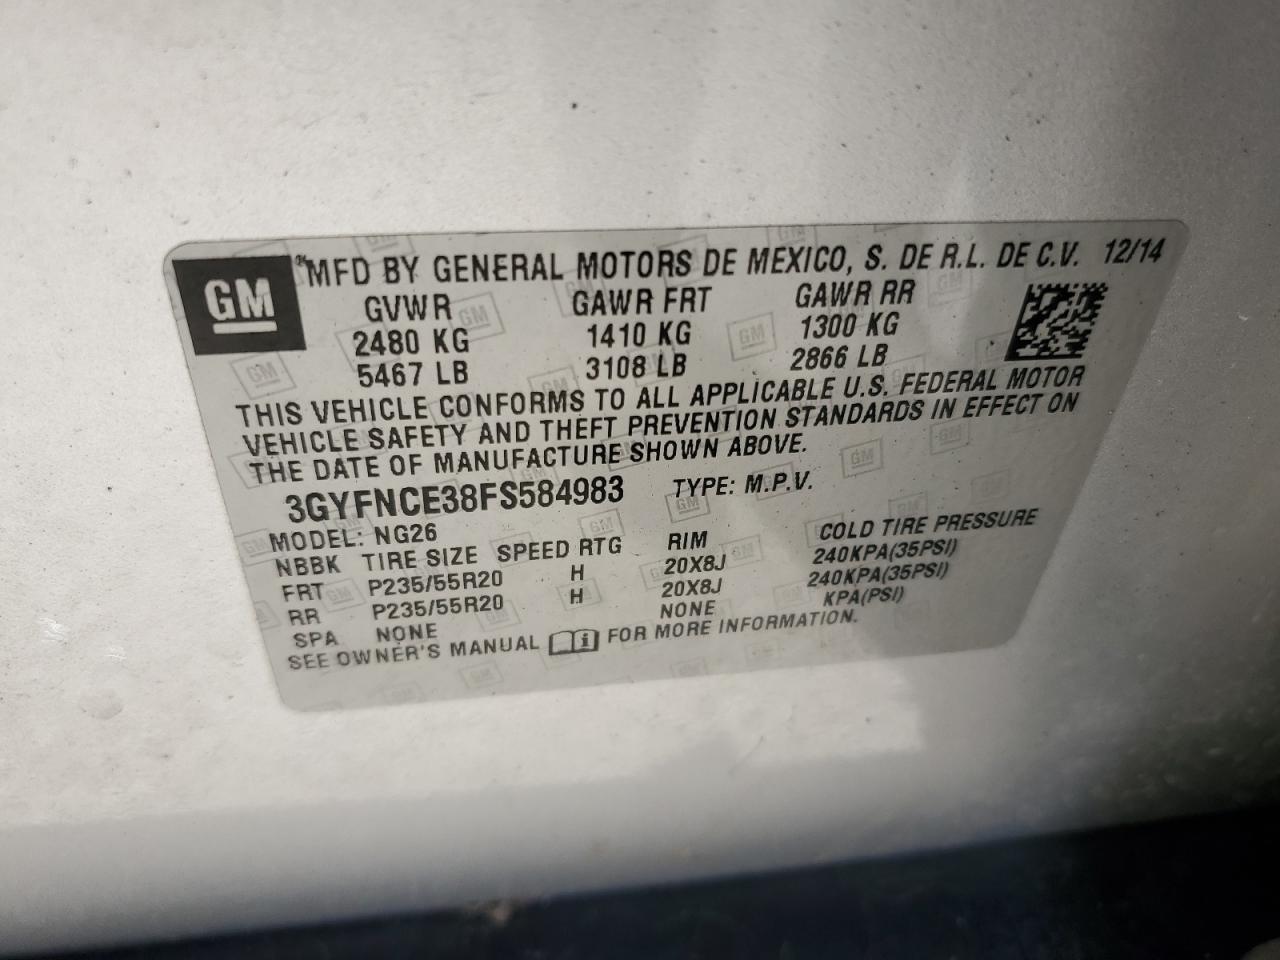 GM
MFD BY GENERAL MOTORS DE MEXICO, S. DE R.L. DE C.V. 12/14
GVWR GAWR FRT GAWR RR
2480 KG 1410 KG 1300 KG
5467 LB 3108 LB 2866 LB
THIS VEHICLE CONFORMS TO ALL APPLICABLE U.S. FEDERAL MOTOR
VEHICLE SAFETY AND THEFT PREVENTION STANDARDS IN EFFECT ON
THE DATE OF MANUFACTURE SHOWN ABOVE.
3GYFNCE38FS584983 TYPE: M.P.V.
MODEL: NG26
NBBK TIRE SIZE SPEED RTG RIM COLD TIRE PRESSURE
FRT P235/55R20 H 20X8J 240KPA(35PSI)
RR P235/55R20 H 20X8J 240KPA(35PSI)
SPA NONE NONE KPA(PSI)
SEE OWNER'S MANUAL FOR MORE INFORMATION.